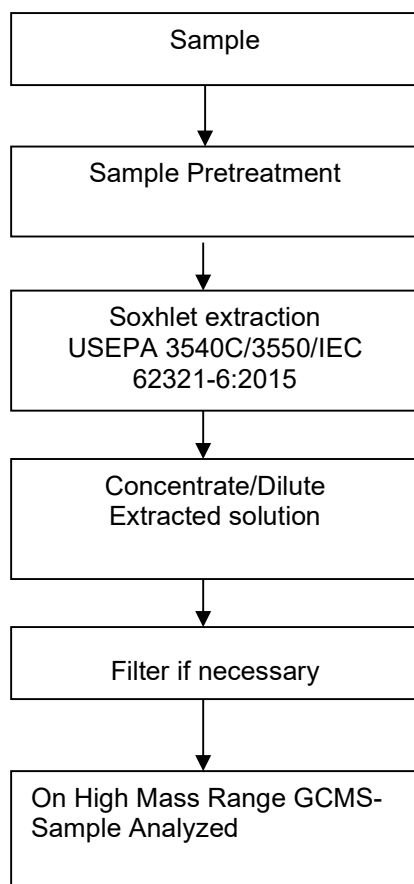 Sample
Sample Pretreatment
Soxhlet extraction
USEPA 3540C/3550/IEC
62321-6:2015
Concentrate/Dilute
Extracted solution
Filter if necessary
On High Mass Range GCMS-
Sample Analyzed